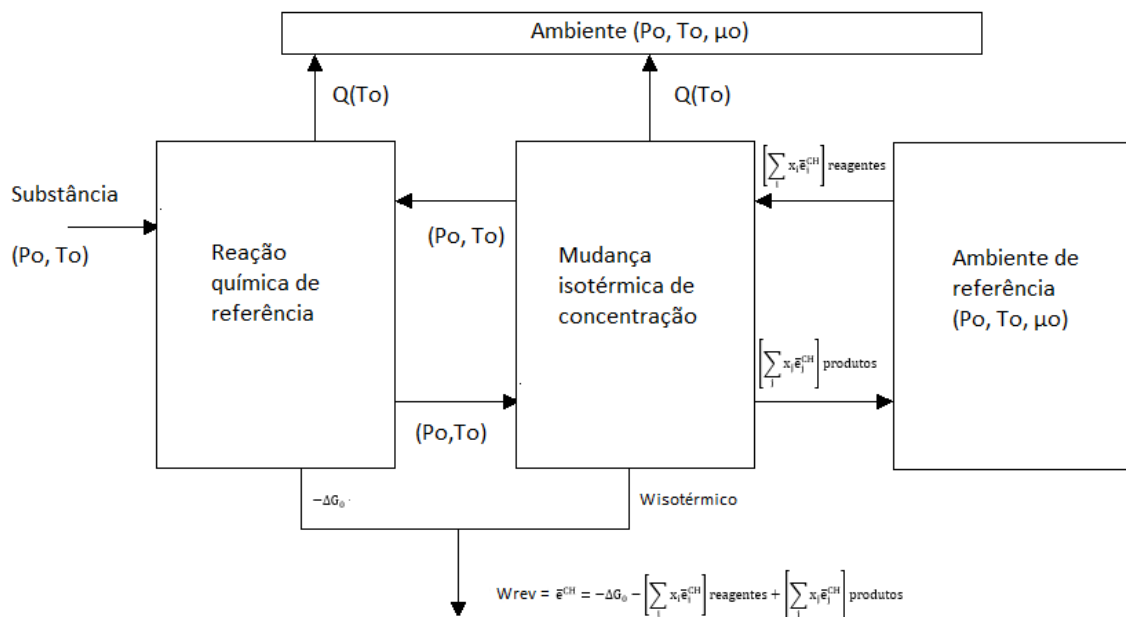 Ambiente (Po, To, µo)
Q(To)
Q(To)
Substância
(Po, To)
Reação
química de
referência
(Po, To)
(Po,To)
Mudança
isotérmica de
concentração
[∑i xi ēiᶜᴴ] reagentes
[∑j xj ējᶜᴴ] produtos
Ambiente de
referência
(Po, To, µo)
−ΔG₀
Wisotérmico
Wrev = ēᶜᴴ = −ΔG₀ − [∑i xi ēiᶜᴴ] reagentes + [∑j xj ējᶜᴴ] produtos